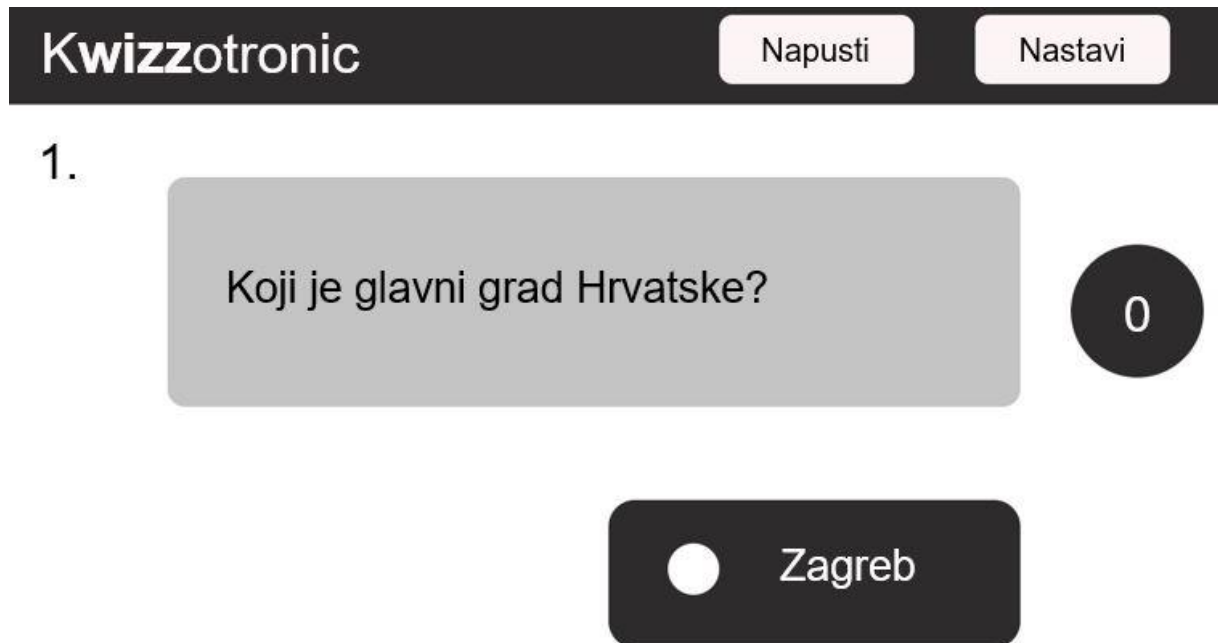 Kwizzotronic
Napusti
Nastavi
1.
Koji je glavni grad Hrvatske?
0
Zagreb